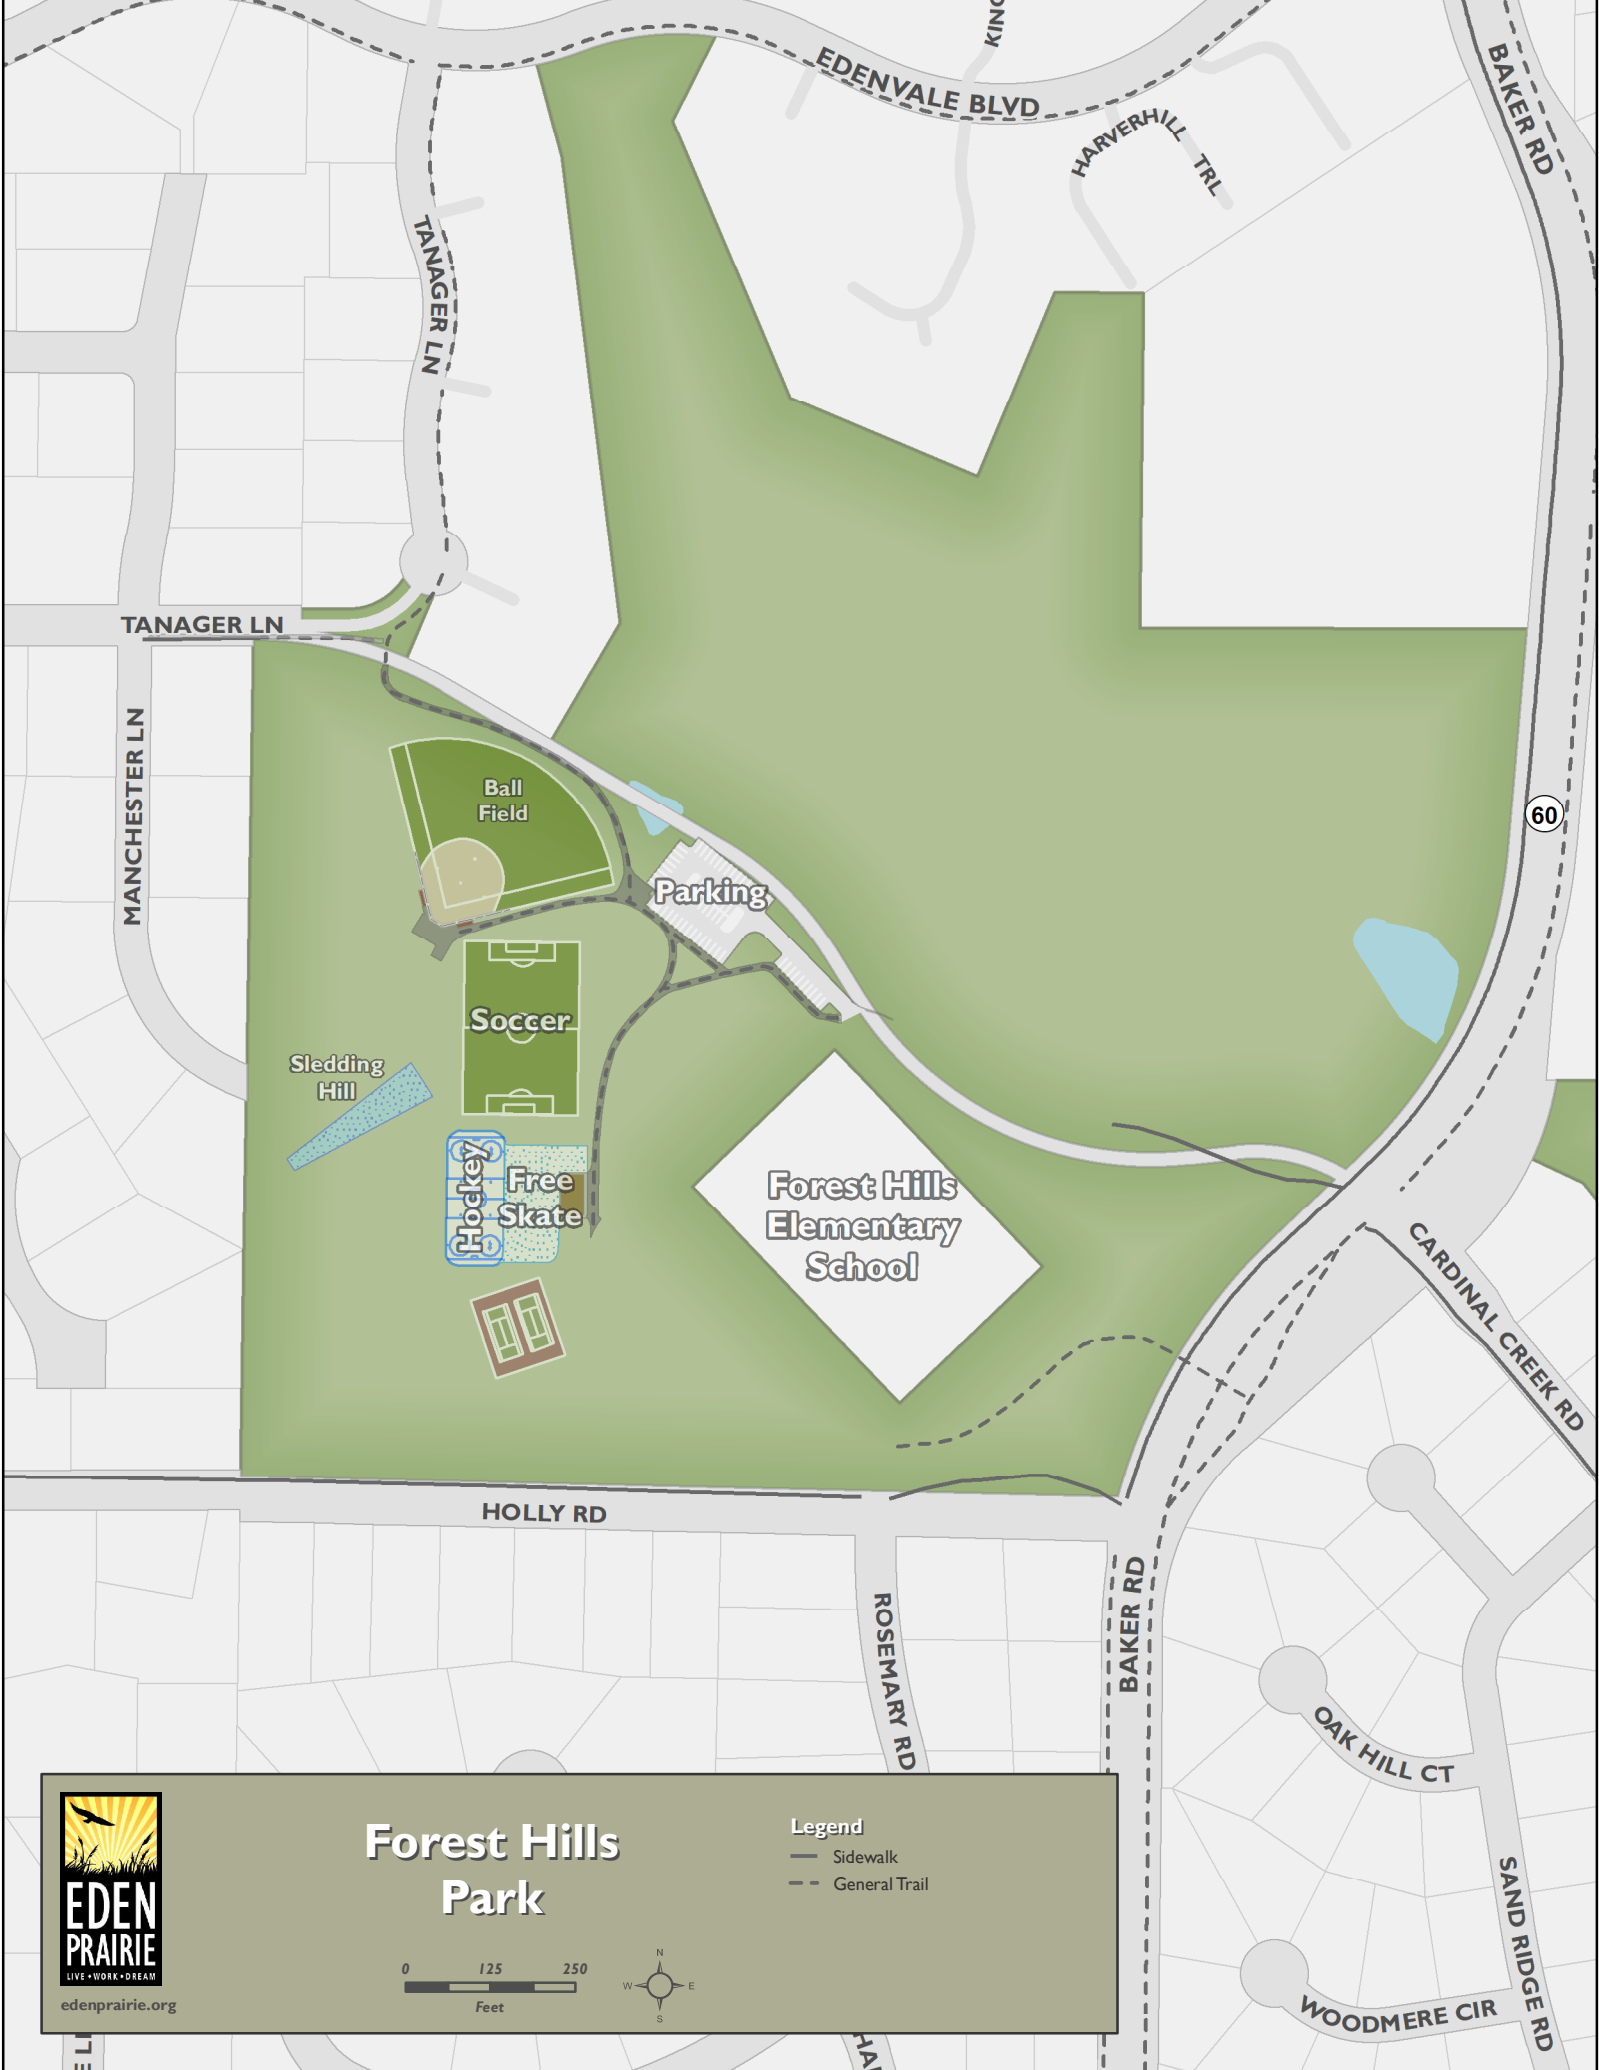 KING
EDENVALE BLVD
BAKER RD
HARVERHILL TRL
TANAGER LN
TANAGER LN
MANCHESTER LN
Ball
Field
60
Parking
Soccer
Sledding
Hill
Hockey
Free
Skate
Forest Hills
Elementary
School
CARDINAL CREEK RD
HOLLY RD
BAKER RD
ROSEMARY RD
OAK HILL CT
SAND RIDGE RD
WOODMERE CIR
Forest Hills
Park
Legend
Sidewalk
General Trail
EDEN
PRAIRIE
LIVE • WORK • DREAM
edenprairie.org
0 125 250
Feet
N
W E
S